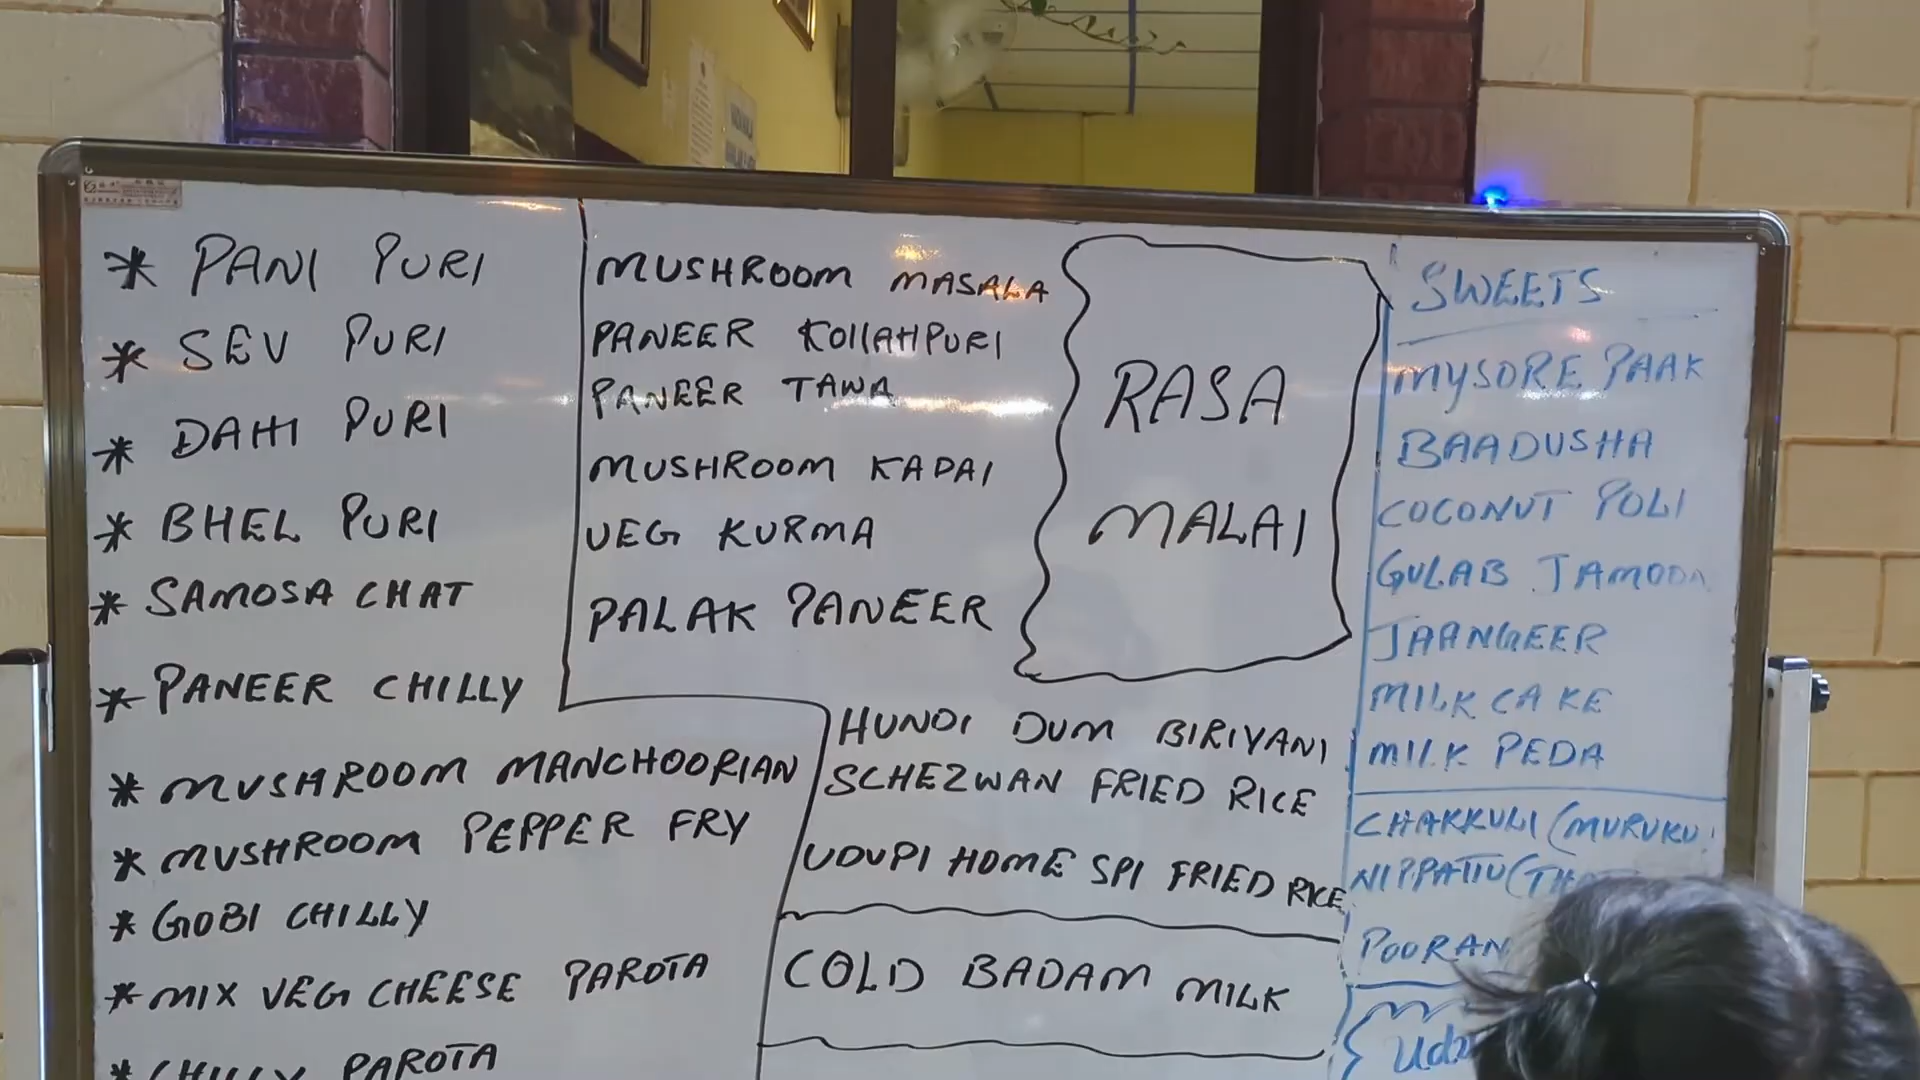 * PANI PURI
* SEV PURI
* DAHI PURI
* BHEL PURI
* SAMOSA CHAT
* PANEER CHILLY
* MUSHROOM MANCHOORIAN
* MUSHROOM PEPPER FRY
* GOBI CHILLY
* MIX VEG CHEESE PAROTA
* CHILLY PAROTA
MUSHROOM MASALA
PANEER KOllAHPURI
PANEER TAWA
MUSHROOM KADAI
VEG KURMA
PALAK PANEER
RASA
MALAI
HUNDI DUM BIRIYANI
SCHEZWAN FRIED RICE
UDUPI HOME SPI FRIED RICE
COLD BADAM MILK
SWEETS
MYSORE PAAK
BAADUSHA
COCONUT POLI
GULAB JAMOON
JAANGEER
MILK CAKE
MILK PEDA
CHAKKULI (MURUKU)
NIPPATTU
POORAN